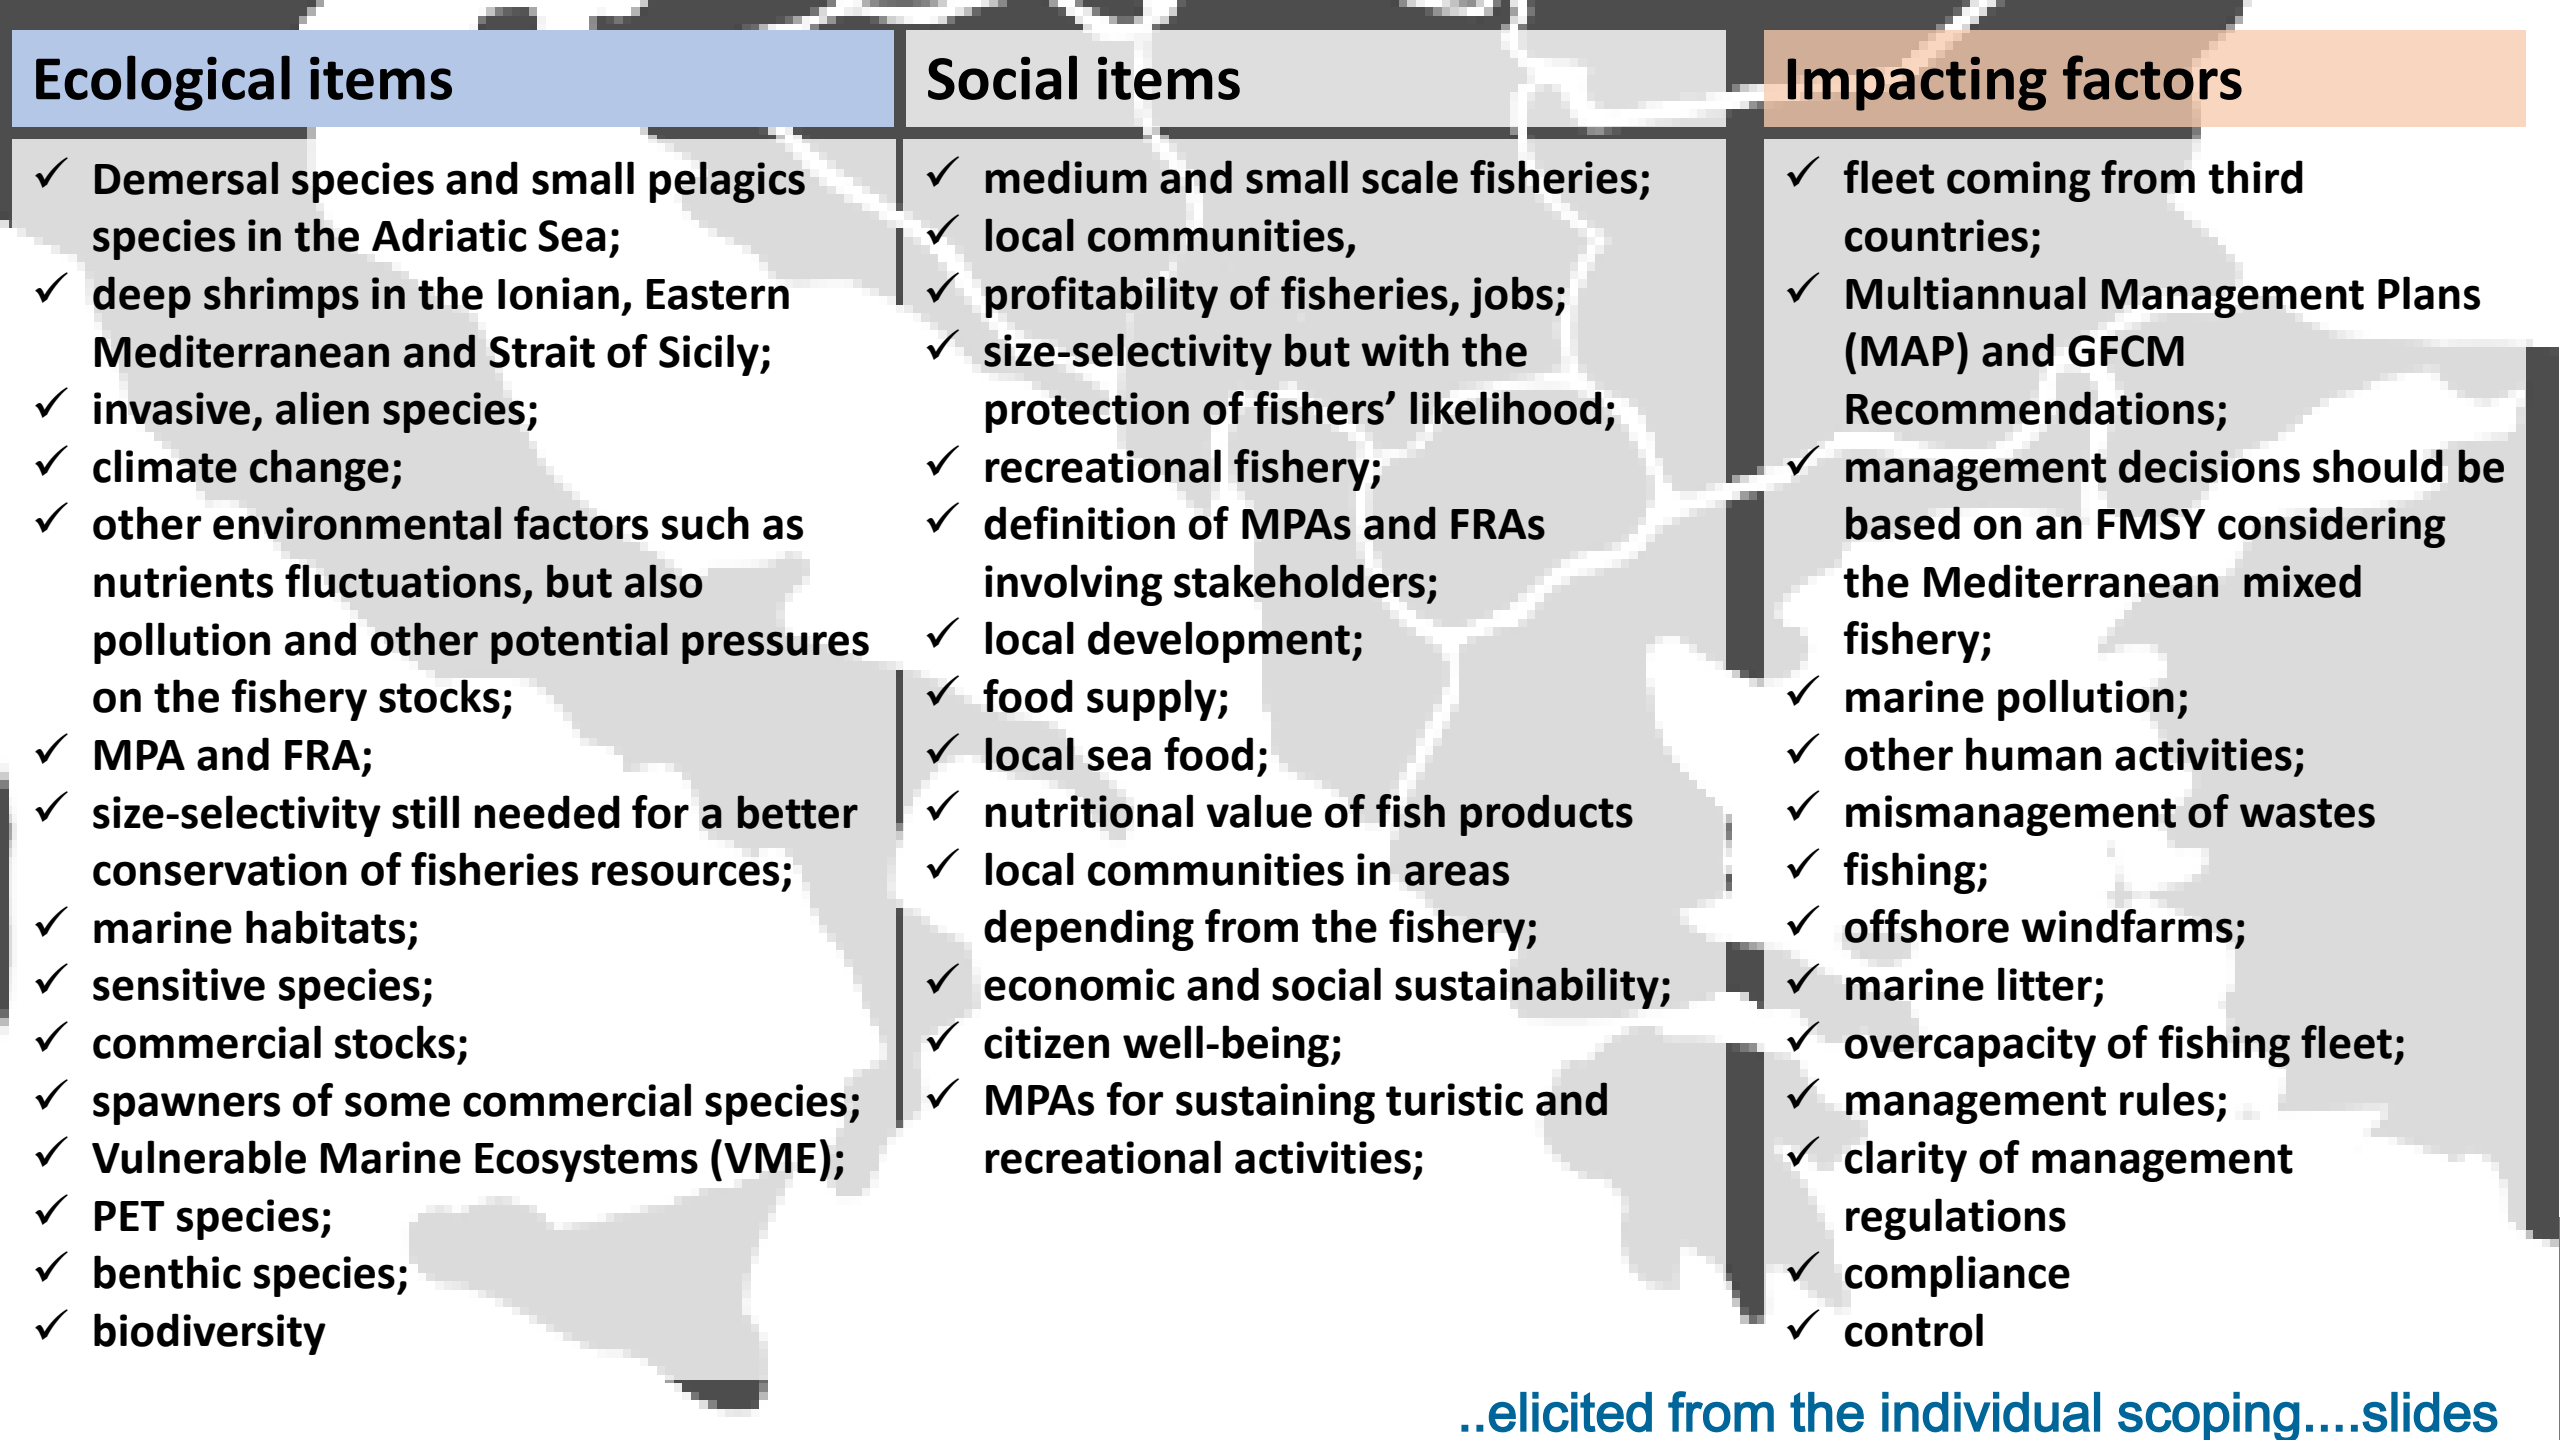 Ecological items
✓ Demersal species and small pelagics
species in the Adriatic Sea;
✓ deep shrimps in the Ionian, Eastern
Mediterranean and Strait of Sicily;
✓ invasive, alien species;
✓ climate change;
✓ other environmental factors such as
nutrients fluctuations, but also
pollution and other potential pressures
on the fishery stocks;
✓ MPA and FRA;
✓ size-selectivity still needed for a better
conservation of fisheries resources;
✓ marine habitats;
✓ sensitive species;
✓ commercial stocks;
✓ spawners of some commercial species;
✓ Vulnerable Marine Ecosystems (VME);
✓ PET species;
✓ benthic species;
✓ biodiversity
Social items
✓ medium and small scale fisheries;
✓ local communities,
✓ profitability of fisheries, jobs;
✓ size-selectivity but with the
protection of fishers’ likelihood;
✓ recreational fishery;
✓ definition of MPAs and FRAs
involving stakeholders;
✓ local development;
✓ food supply;
✓ local sea food;
✓ nutritional value of fish products
✓ local communities in areas
depending from the fishery;
✓ economic and social sustainability;
✓ citizen well-being;
✓ MPAs for sustaining turistic and
recreational activities;
Impacting factors
✓ fleet coming from third
countries;
✓ Multiannual Management Plans
(MAP) and GFCM
Recommendations;
✓ management decisions should be
based on an FMSY considering
the Mediterranean mixed
fishery;
✓ marine pollution;
✓ other human activities;
✓ mismanagement of wastes
✓ fishing;
✓ offshore windfarms;
✓ marine litter;
✓ overcapacity of fishing fleet;
✓ management rules;
✓ clarity of management
regulations
✓ compliance
✓ control
..elicited from the individual scoping....slides